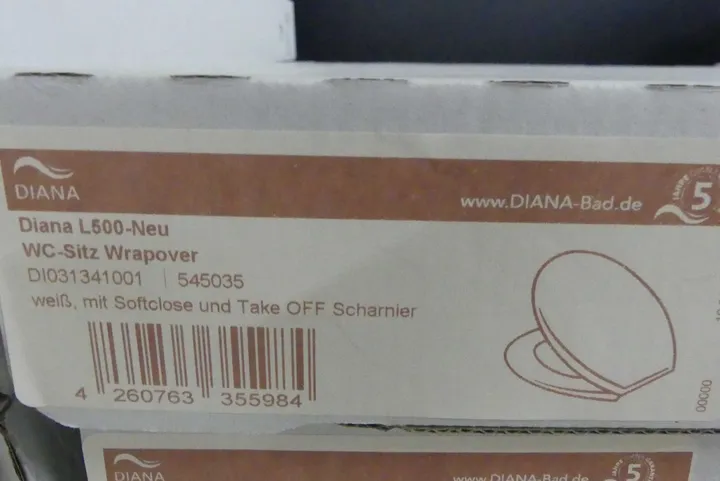 DIANA
www.DIANA-Bad.de
5
Diana L500-Neu
WC-Sitz Wrapover
DI031341001 | 545035
weiß, mit Softclose und Take OFF Scharnier
4 260763 355984
00000
DIANA
www.DIANA-Bad.de
5